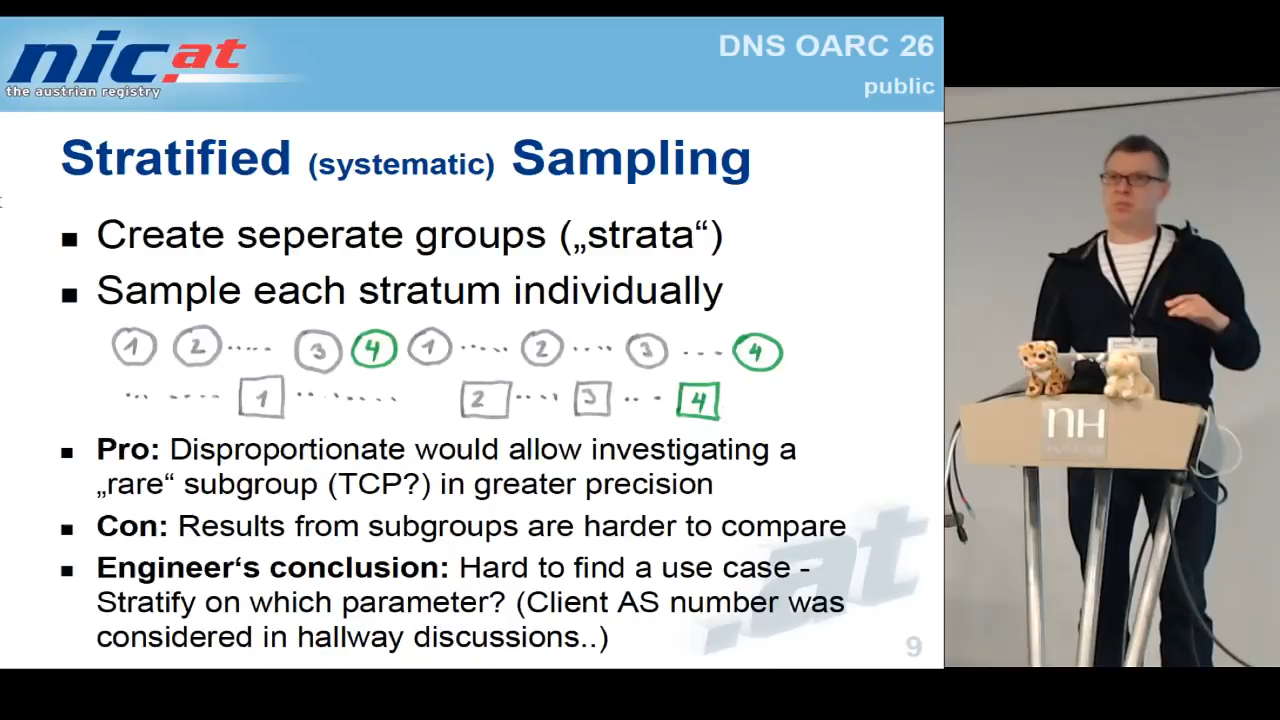 nic.at
the austrian registry
DNS OARC 26
public
Stratified (systematic) Sampling
■ Create seperate groups („strata“)
■ Sample each stratum individually
1 2 ..... 3 4 1 ..... 2 .... 3 .... 4
... ..... 1 ........ 2 .... 3 ... 4
■ Pro: Disproportionate would allow investigating a
„rare“ subgroup (TCP?) in greater precision
■ Con: Results from subgroups are harder to compare
■ Engineer‘s conclusion: Hard to find a use case -
Stratify on which parameter? (Client AS number was
considered in hallway discussions..)
.at
9
NH